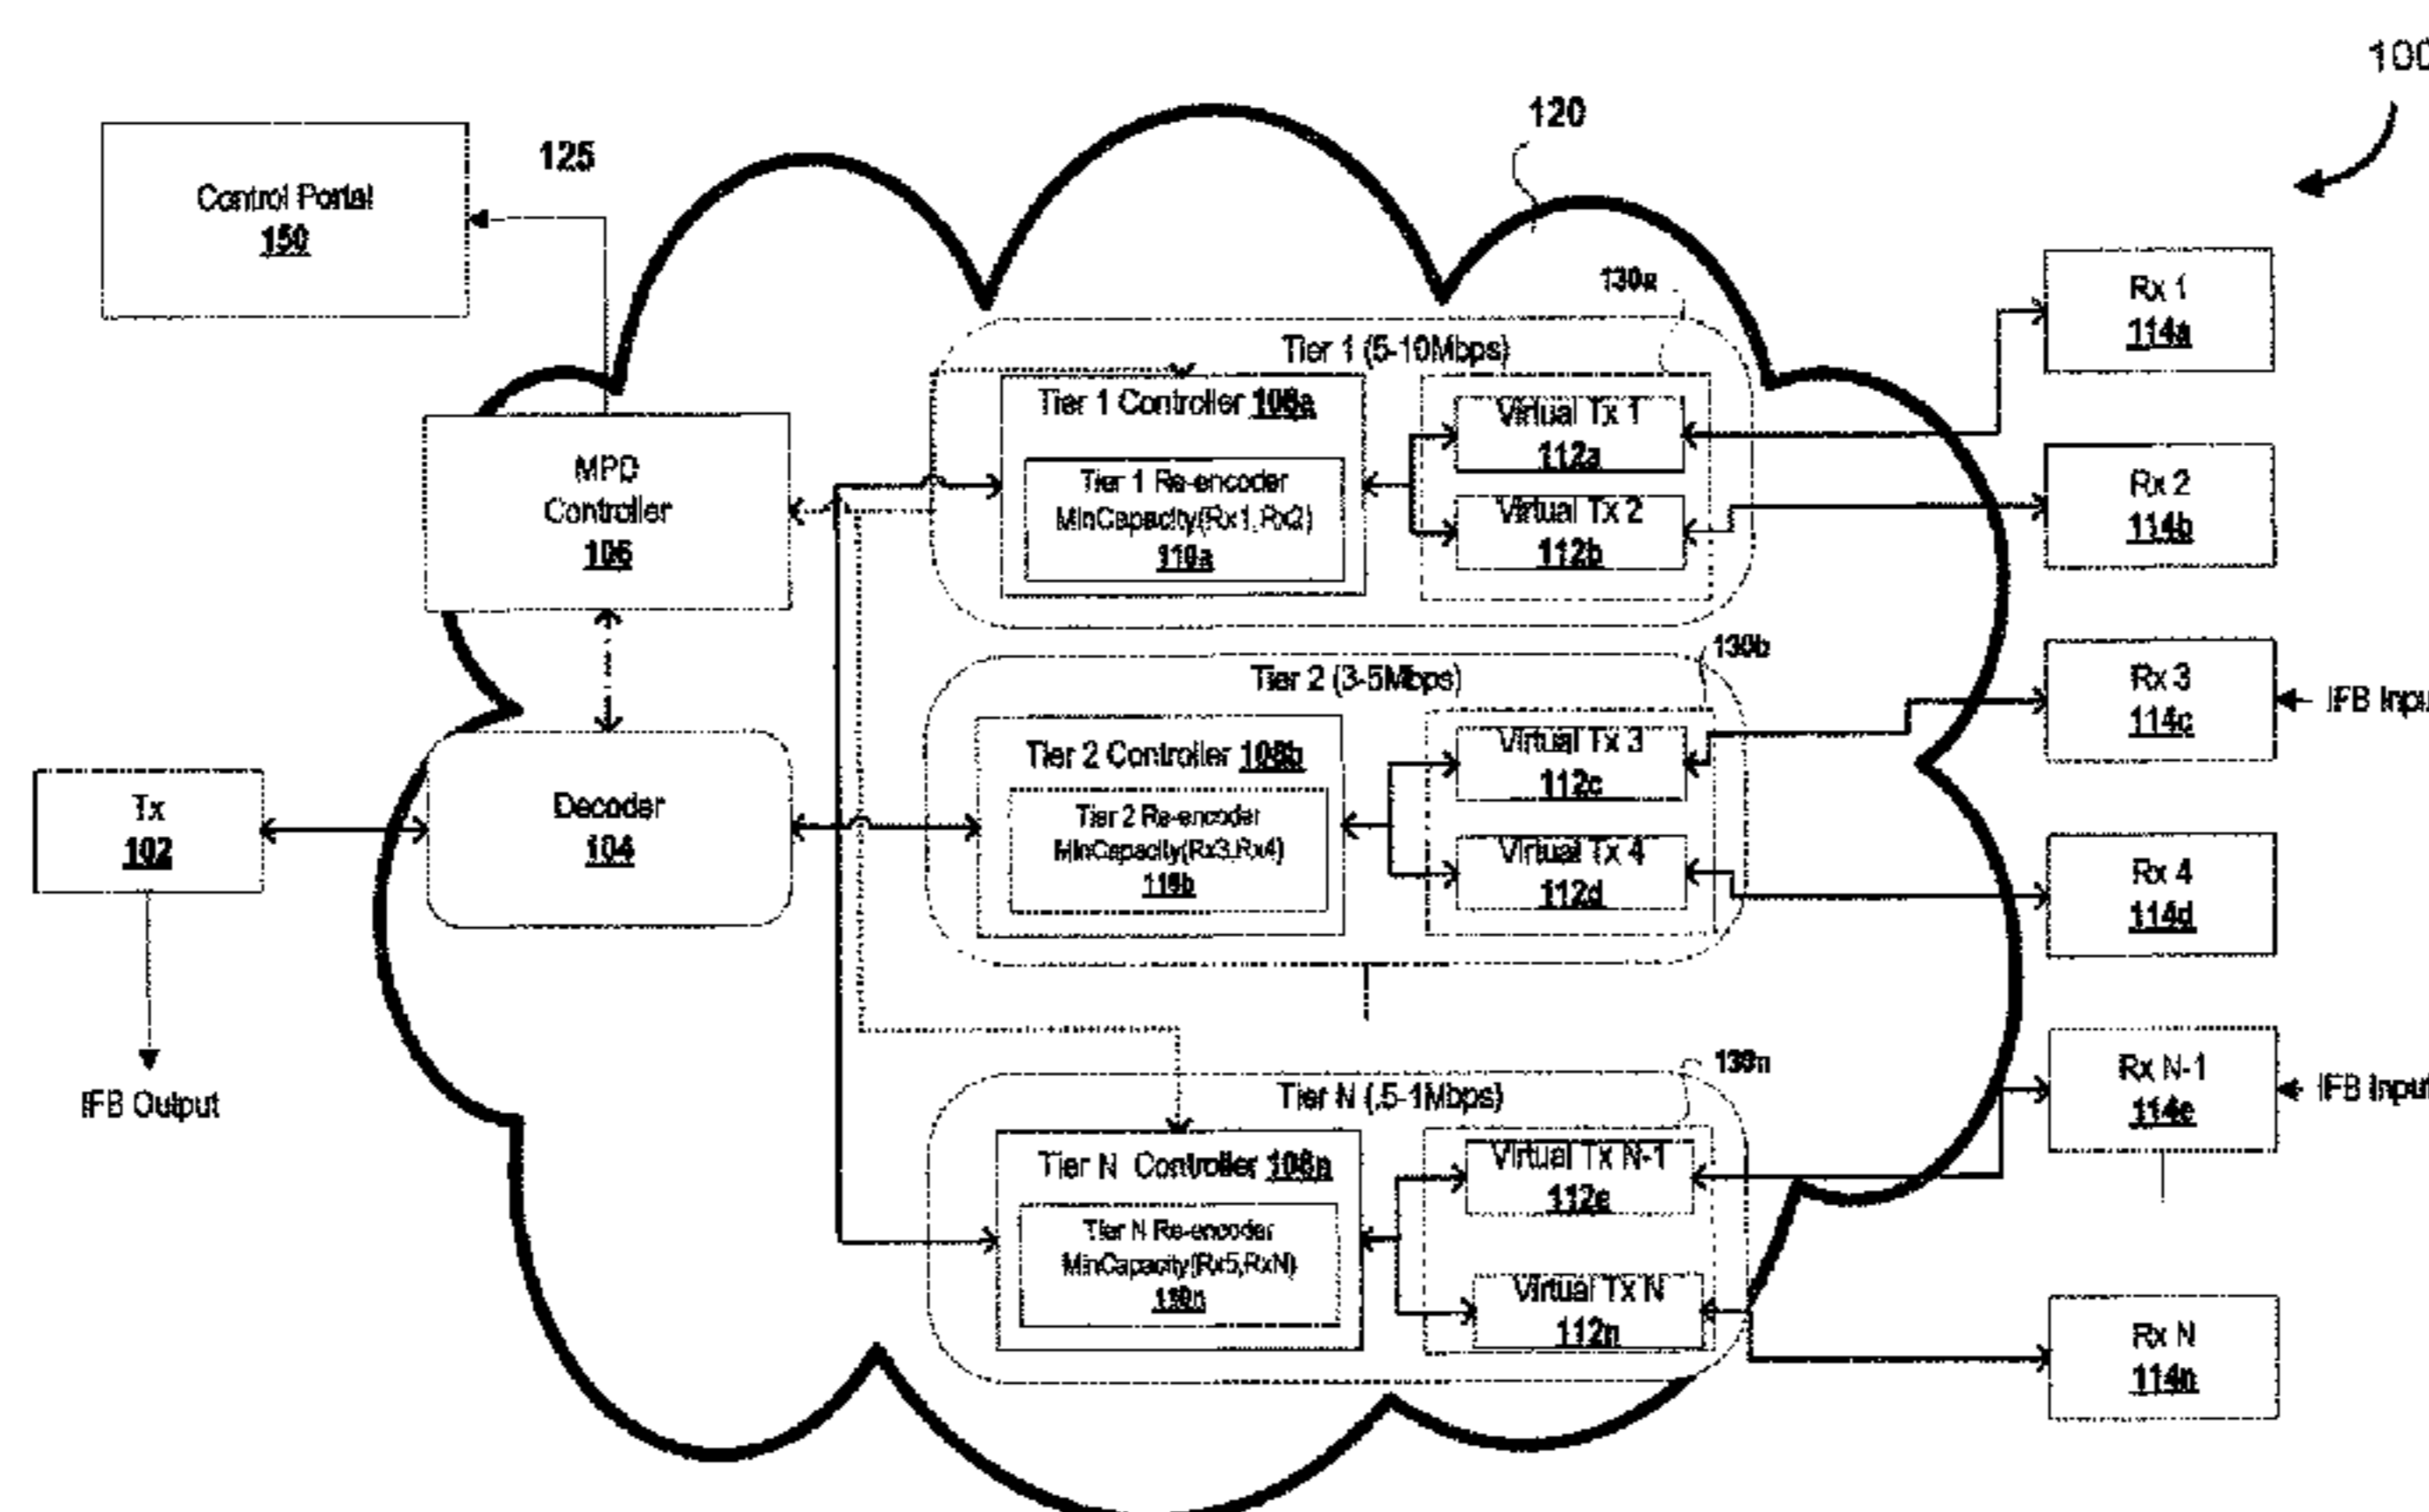 100
120
125
Control Portal
150
130a
Tier 1 (5-10Mbps)
Tier 1 Controller 108a
Tier 1 Re-encoder
MinCapacity(Rx1,Rx2)
110a
Virtual Tx 1
112a
Virtual Tx 2
112b
Rx 1
114a
Rx 2
114b
MPD
Controller
106
130b
Tier 2 (3-5Mbps)
Tier 2 Controller 108b
Tier 2 Re-encoder
MinCapacity(Rx3,Rx4)
110b
Virtual Tx 3
112c
Virtual Tx 4
112d
Rx 3
114c
IFB Inpu
Rx 4
114d
Tx
102
Decoder
104
IFB Output
130n
Tier N (.5-1Mbps)
Tier N Controller 108n
Tier N Re-encoder
MinCapacity(Rx5,RxN)
110n
Virtual Tx N-1
112e
Virtual Tx N
112n
Rx N-1
114e
IFB Input
Rx N
114n